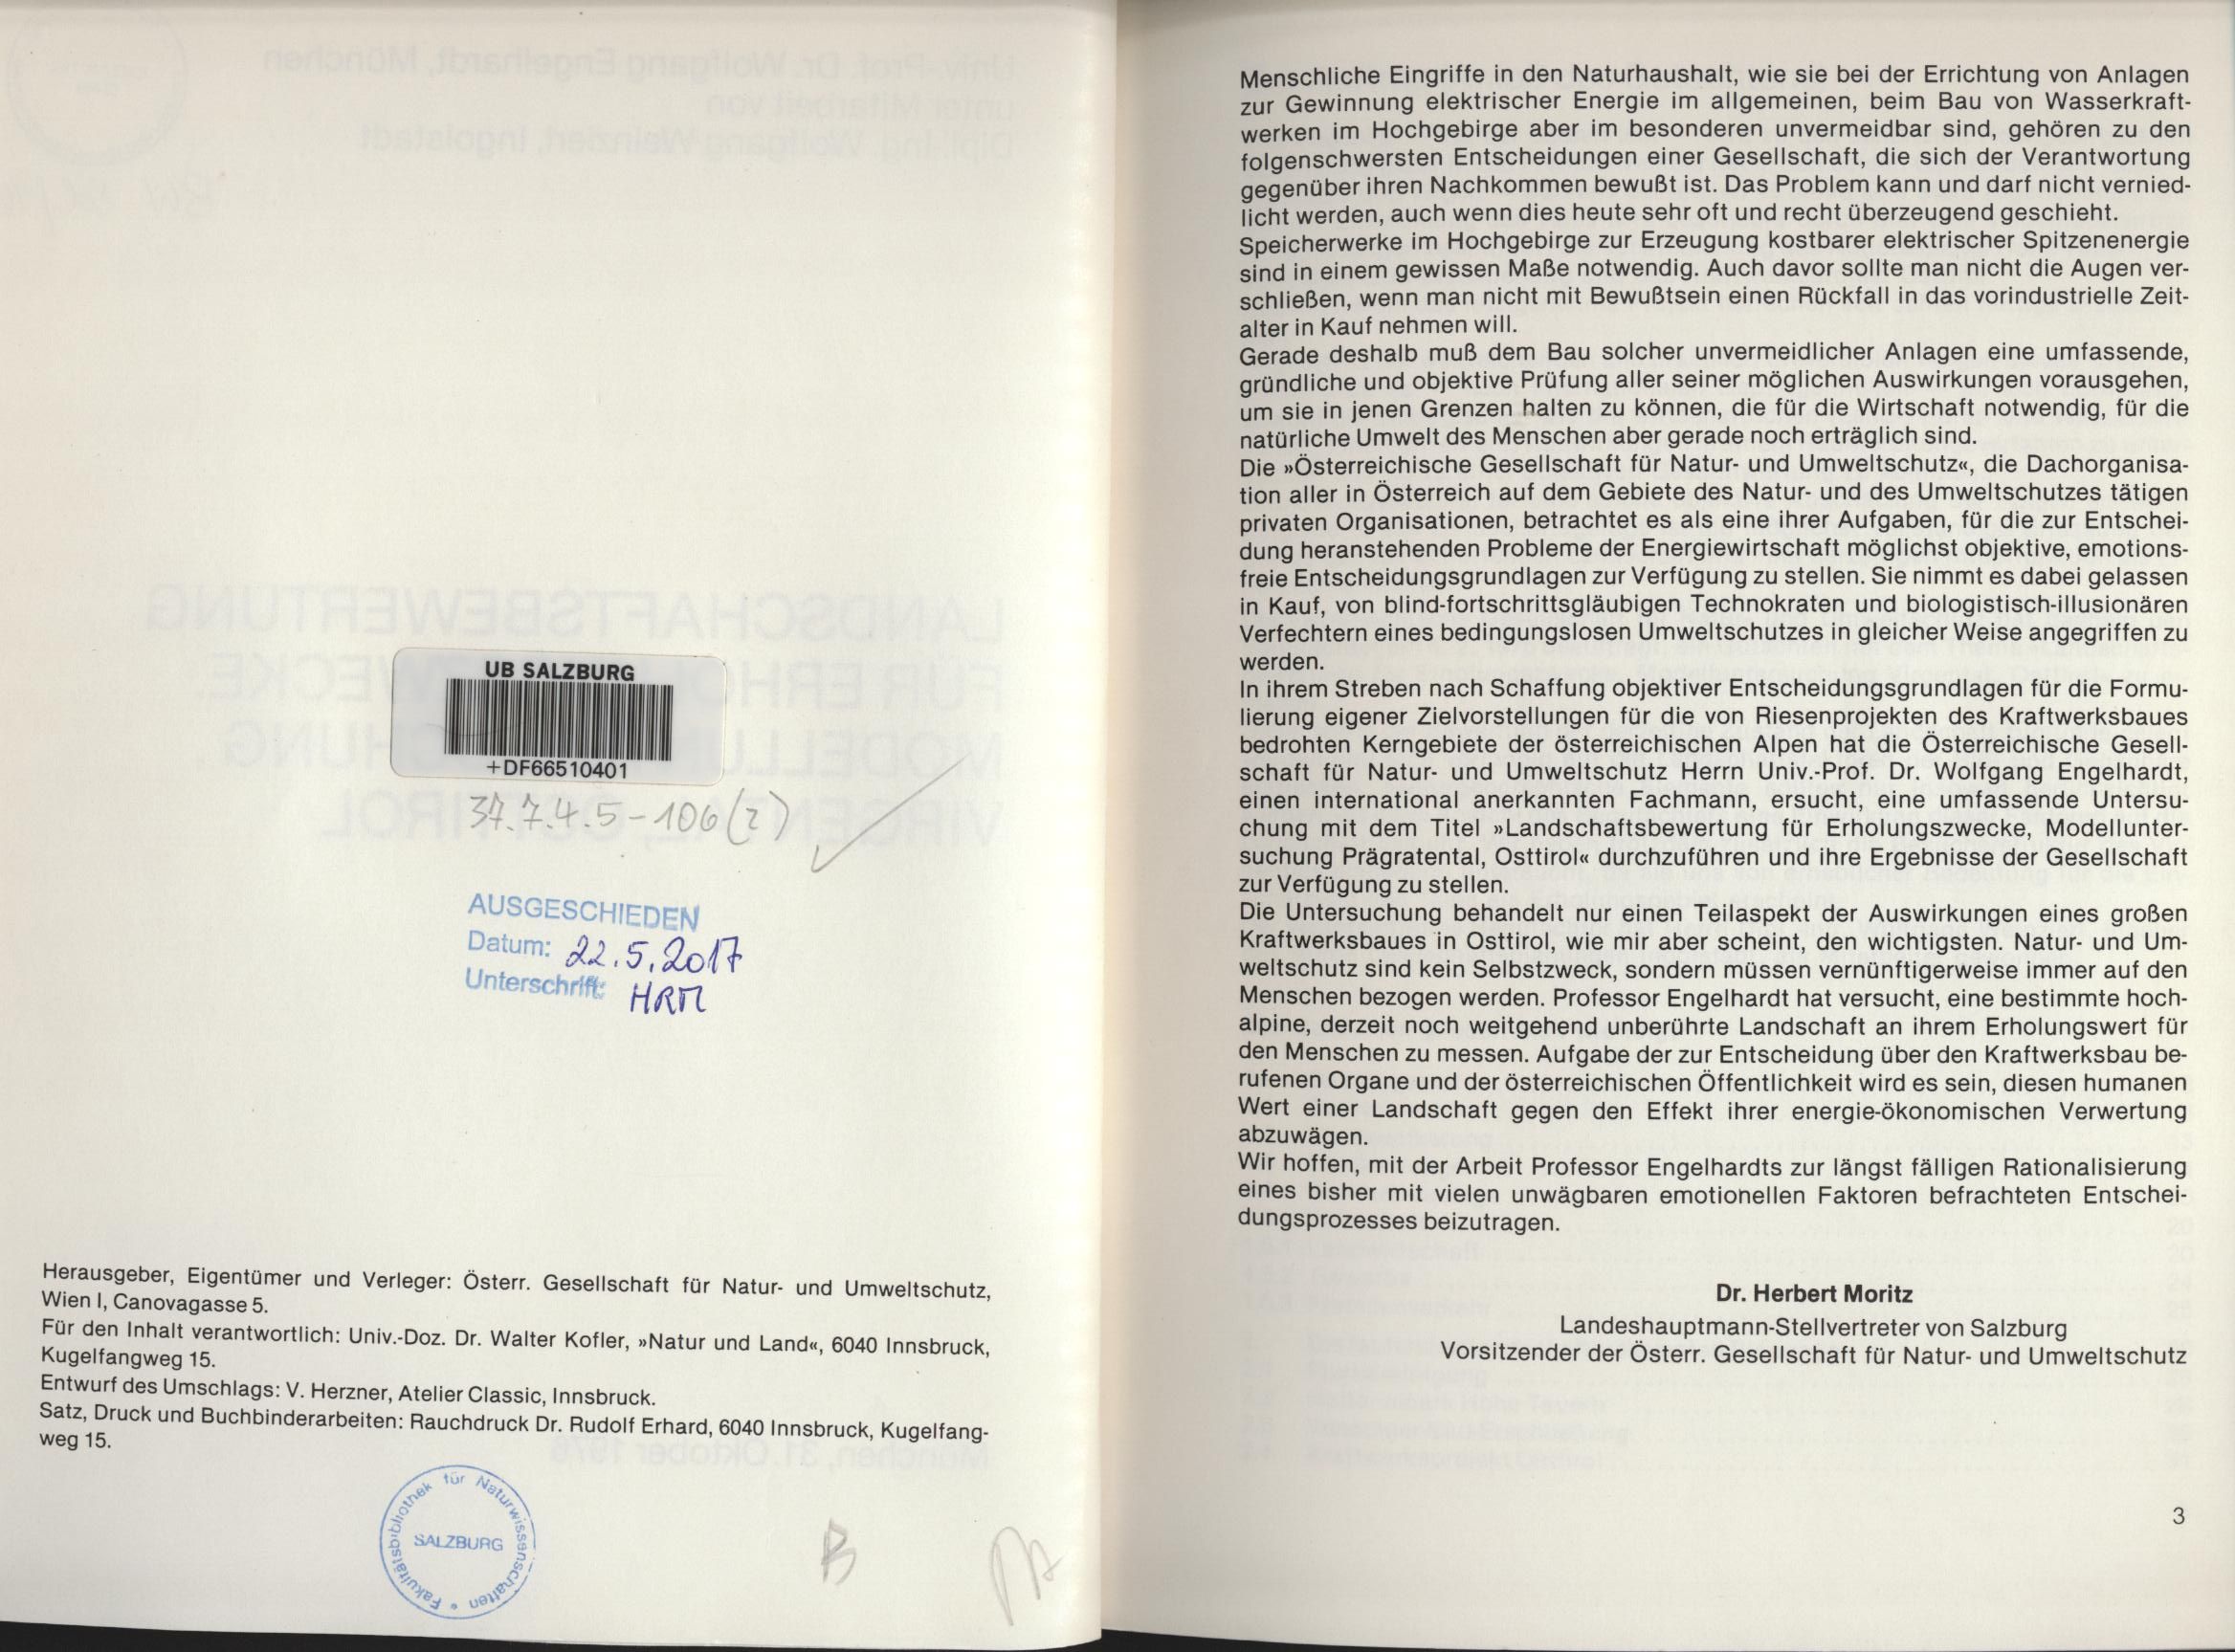 UB SALZBURG
+DF66510401
37.7.4.5-106(2)
AUSGESCHIEDEN
Datum: 22.5.2017
Unterschrift: HRM
Herausgeber, Eigentümer und Verleger: Österr. Gesellschaft für Natur- und Umweltschutz,
Wien I, Canovagasse 5.
Für den Inhalt verantwortlich: Univ.-Doz. Dr. Walter Kofler, »Natur und Land«, 6040 Innsbruck,
Kugelfangweg 15.
Entwurf des Umschlags: V. Herzner, Atelier Classic, Innsbruck.
Satz, Druck und Buchbinderarbeiten: Rauchdruck Dr. Rudolf Erhard, 6040 Innsbruck, Kugelfang-
weg 15.
Fakultätsbibliothek für Naturwissenschaften
SALZBURG
B
Menschliche Eingriffe in den Naturhaushalt, wie sie bei der Errichtung von Anlagen
zur Gewinnung elektrischer Energie im allgemeinen, beim Bau von Wasserkraft-
werken im Hochgebirge aber im besonderen unvermeidbar sind, gehören zu den
folgenschwersten Entscheidungen einer Gesellschaft, die sich der Verantwortung
gegenüber ihren Nachkommen bewußt ist. Das Problem kann und darf nicht vernied-
licht werden, auch wenn dies heute sehr oft und recht überzeugend geschieht.
Speicherwerke im Hochgebirge zur Erzeugung kostbarer elektrischer Spitzenenergie
sind in einem gewissen Maße notwendig. Auch davor sollte man nicht die Augen ver-
schließen, wenn man nicht mit Bewußtsein einen Rückfall in das vorindustrielle Zeit-
alter in Kauf nehmen will.
Gerade deshalb muß dem Bau solcher unvermeidlicher Anlagen eine umfassende,
gründliche und objektive Prüfung aller seiner möglichen Auswirkungen vorausgehen,
um sie in jenen Grenzen halten zu können, die für die Wirtschaft notwendig, für die
natürliche Umwelt des Menschen aber gerade noch erträglich sind.
Die »Österreichische Gesellschaft für Natur- und Umweltschutz«, die Dachorganisa-
tion aller in Österreich auf dem Gebiete des Natur- und des Umweltschutzes tätigen
privaten Organisationen, betrachtet es als eine ihrer Aufgaben, für die zur Entschei-
dung heranstehenden Probleme der Energiewirtschaft möglichst objektive, emotions-
freie Entscheidungsgrundlagen zur Verfügung zu stellen. Sie nimmt es dabei gelassen
in Kauf, von blind-fortschrittsgläubigen Technokraten und biologistisch-illusionären
Verfechtern eines bedingungslosen Umweltschutzes in gleicher Weise angegriffen zu
werden.
In ihrem Streben nach Schaffung objektiver Entscheidungsgrundlagen für die Formu-
lierung eigener Zielvorstellungen für die von Riesenprojekten des Kraftwerksbaues
bedrohten Kerngebiete der österreichischen Alpen hat die Österreichische Gesell-
schaft für Natur- und Umweltschutz Herrn Univ.-Prof. Dr. Wolfgang Engelhardt,
einen international anerkannten Fachmann, ersucht, eine umfassende Untersu-
chung mit dem Titel »Landschaftsbewertung für Erholungszwecke, Modellunter-
suchung Prägratental, Osttirol« durchzuführen und ihre Ergebnisse der Gesellschaft
zur Verfügung zu stellen.
Die Untersuchung behandelt nur einen Teilaspekt der Auswirkungen eines großen
Kraftwerksbaues in Osttirol, wie mir aber scheint, den wichtigsten. Natur- und Um-
weltschutz sind kein Selbstzweck, sondern müssen vernünftigerweise immer auf den
Menschen bezogen werden. Professor Engelhardt hat versucht, eine bestimmte hoch-
alpine, derzeit noch weitgehend unberührte Landschaft an ihrem Erholungswert für
den Menschen zu messen. Aufgabe der zur Entscheidung über den Kraftwerksbau be-
rufenen Organe und der österreichischen Öffentlichkeit wird es sein, diesen humanen
Wert einer Landschaft gegen den Effekt ihrer energie-ökonomischen Verwertung
abzuwägen.
Wir hoffen, mit der Arbeit Professor Engelhardts zur längst fälligen Rationalisierung
eines bisher mit vielen unwägbaren emotionellen Faktoren befrachteten Entschei-
dungsprozesses beizutragen.
Dr. Herbert Moritz
Landeshauptmann-Stellvertreter von Salzburg
Vorsitzender der Österr. Gesellschaft für Natur- und Umweltschutz
3